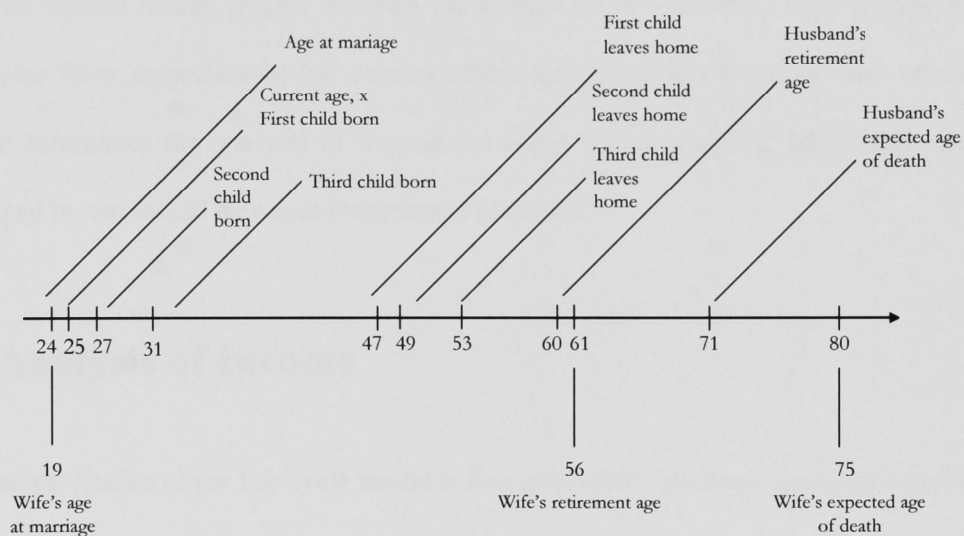 First child
leaves home
Husband's
retirement
age
Age at mariage
Current age, x
First child born
Second child
leaves home
Husband's
expected age
of death
Third child
leaves
home
Second
child
born
Third child born
24 25 27 31 47 49 53 60 61 71 80
19 56 75
Wife's age
at marriage
Wife's retirement age
Wife's expected age
of death